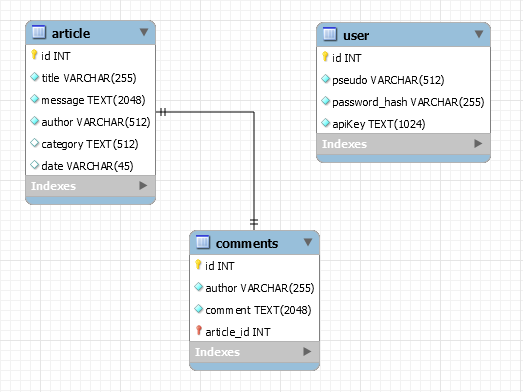 article
id INT
title VARCHAR(255)
message TEXT(2048)
author VARCHAR(512)
category TEXT(512)
date VARCHAR(45)
Indexes
user
id INT
pseudo VARCHAR(512)
password_hash VARCHAR(255)
apiKey TEXT(1024)
Indexes
comments
id INT
author VARCHAR(255)
comment TEXT(2048)
article_id INT
Indexes